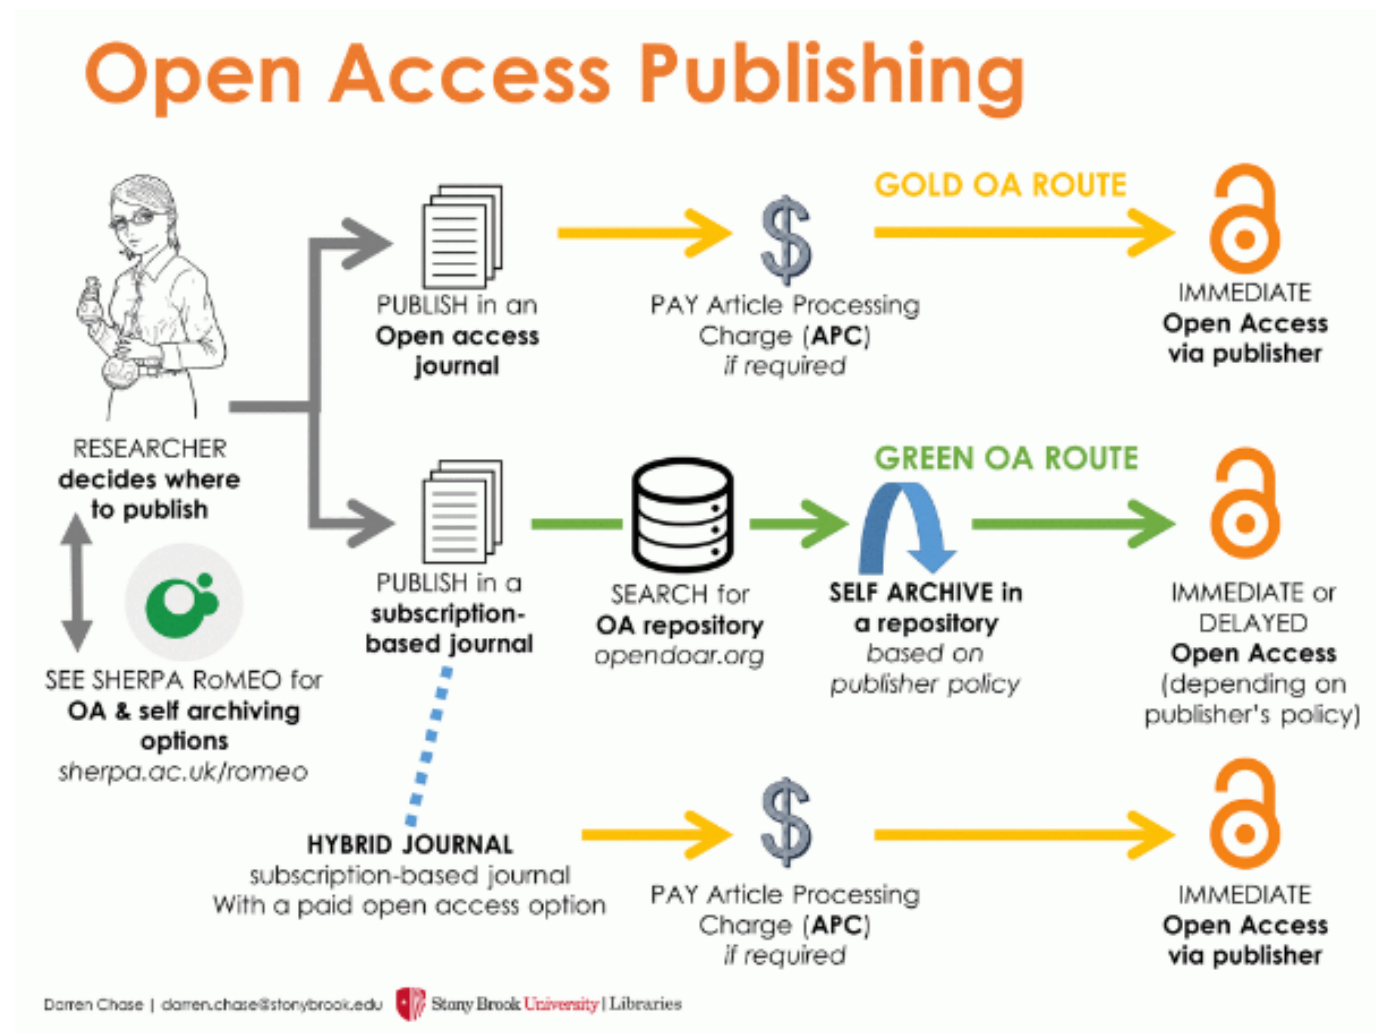 Open Access Publishing
GOLD OA ROUTE
PUBLISH in an
Open access
journal
PAY Article Processing
Charge (APC)
if required
IMMEDIATE
Open Access
via publisher
RESEARCHER
decides where
to publish
GREEN OA ROUTE
PUBLISH in a
subscription-
based journal
SEARCH for
OA repository
opendoar.org
SELF ARCHIVE in
a repository
based on
publisher policy
IMMEDIATE or
DELAYED
Open Access
(depending on
publisher's policy)
SEE SHERPA RoMEO for
OA & self archiving
options
sherpa.ac.uk/romeo
HYBRID JOURNAL
subscription-based journal
With a paid open access option
PAY Article Processing
Charge (APC)
if required
IMMEDIATE
Open Access
via publisher
Darren Chase | darren.chase@stonybrook.edu
Stony Brook University | Libraries